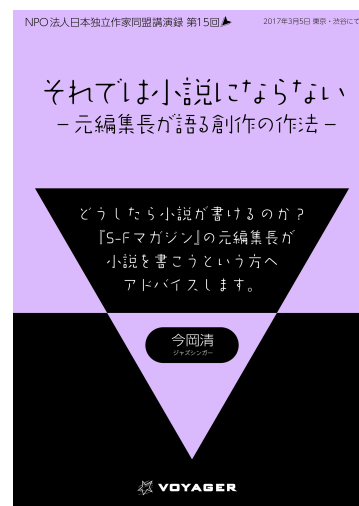 NPO法人日本独立作家同盟講演録 第15回
2017年3月5日 東京・渋谷にて
それでは小説にならない
－元編集長が語る創作の作法－
どうしたら小説が書けるのか？
『S-Fマガジン』の元編集長が
小説を書こうという方へ
アドバイスします。
今岡清
ジャズシンガー
VOYAGER